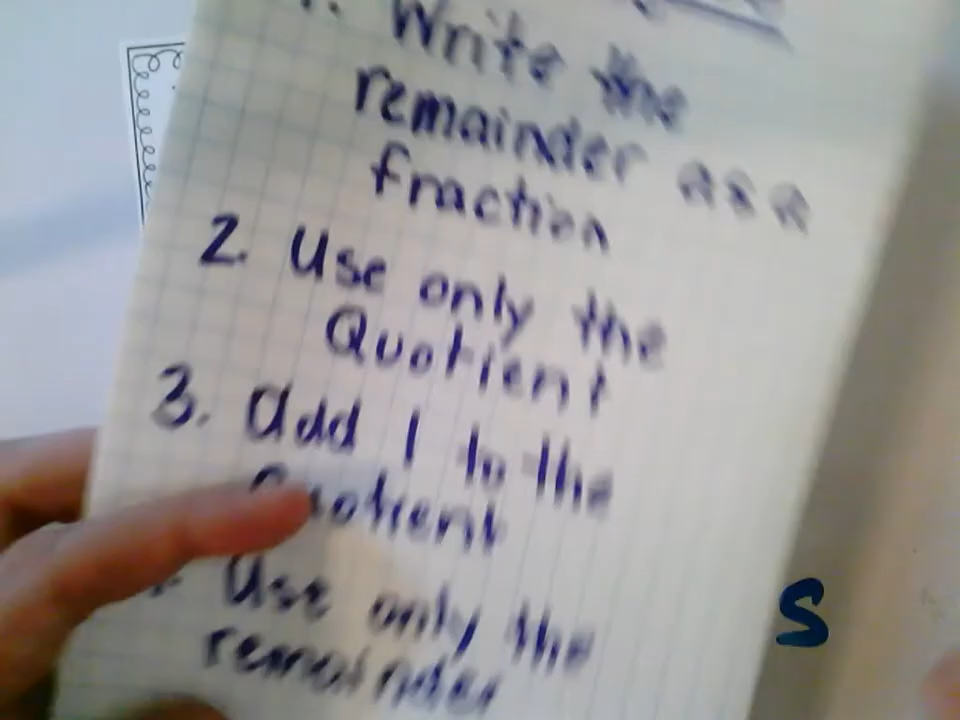 Write the
remainder as a
fraction
2. Use only the
Quotient
3. add 1 to the
Quotient
Use only the
remainder
S